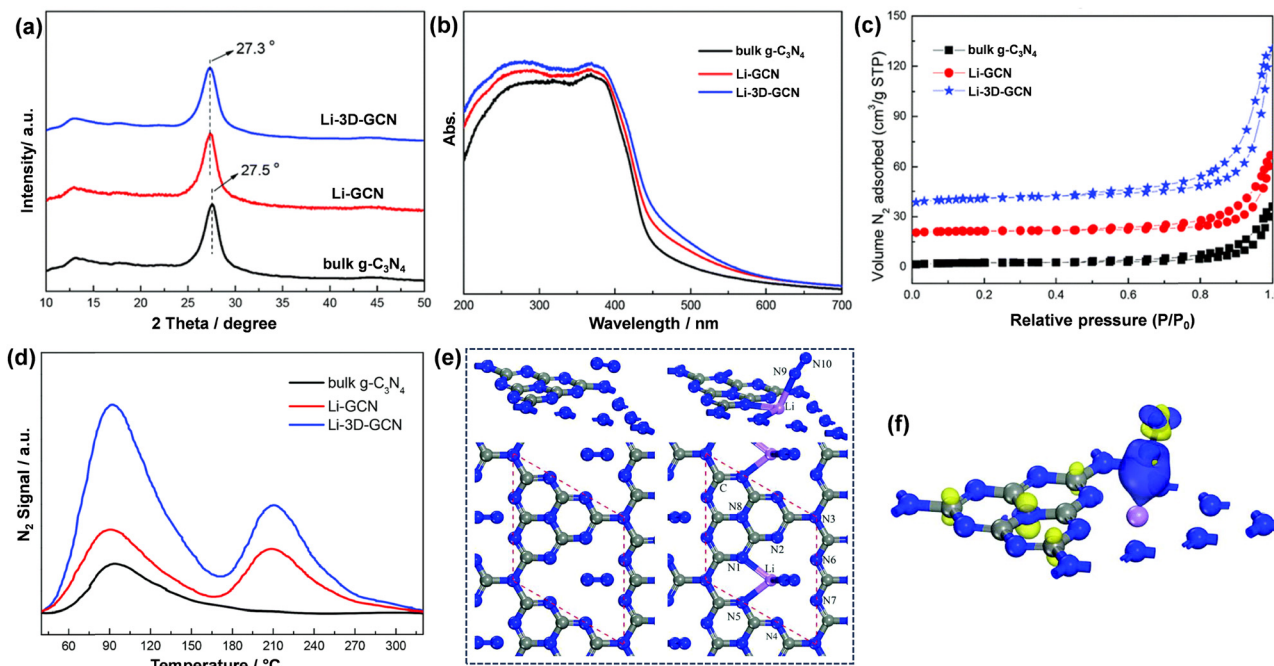 (a)
27.3 °
Li-3D-GCN
27.5 °
Li-GCN
bulk g-C₃N₄
Intensity/ a.u.
10 15 20 25 30 35 40 45 50
2 Theta / degree
(b)
bulk g-C₃N₄
Li-GCN
Li-3D-GCN
Abs.
200 300 400 500 600 700
Wavelength / nm
(c)
bulk g-C₃N₄
Li-GCN
Li-3D-GCN
Volume N₂ adsorbed (cm³/g STP)
150
120
90
60
30
0
0.0 0.2 0.4 0.6 0.8 1.
Relative pressure (P/P₀)
(d)
bulk g-C₃N₄
Li-GCN
Li-3D-GCN
N₂ Signal / a.u.
60 90 120 150 180 210 240 270 300
Temperature / °C
(e)
N10
N9
Li
C
N8
N3
N2
N1
Li
N6
N7
N5
N4
(f)